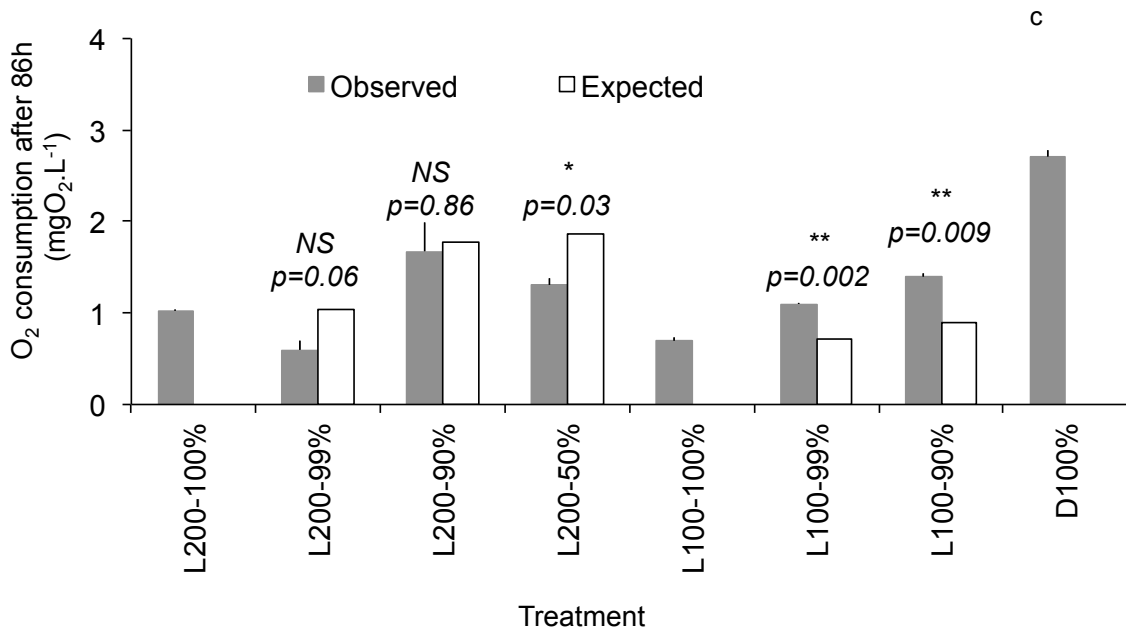 c
O₂ consumption after 86h
(mgO₂.L⁻¹)
4
3
2
1
0
Observed
Expected
NS
p=0.06
NS
p=0.86
*
p=0.03
**
p=0.002
**
p=0.009
L200-100%
L200-99%
L200-90%
L200-50%
L100-100%
L100-99%
L100-90%
D100%
Treatment